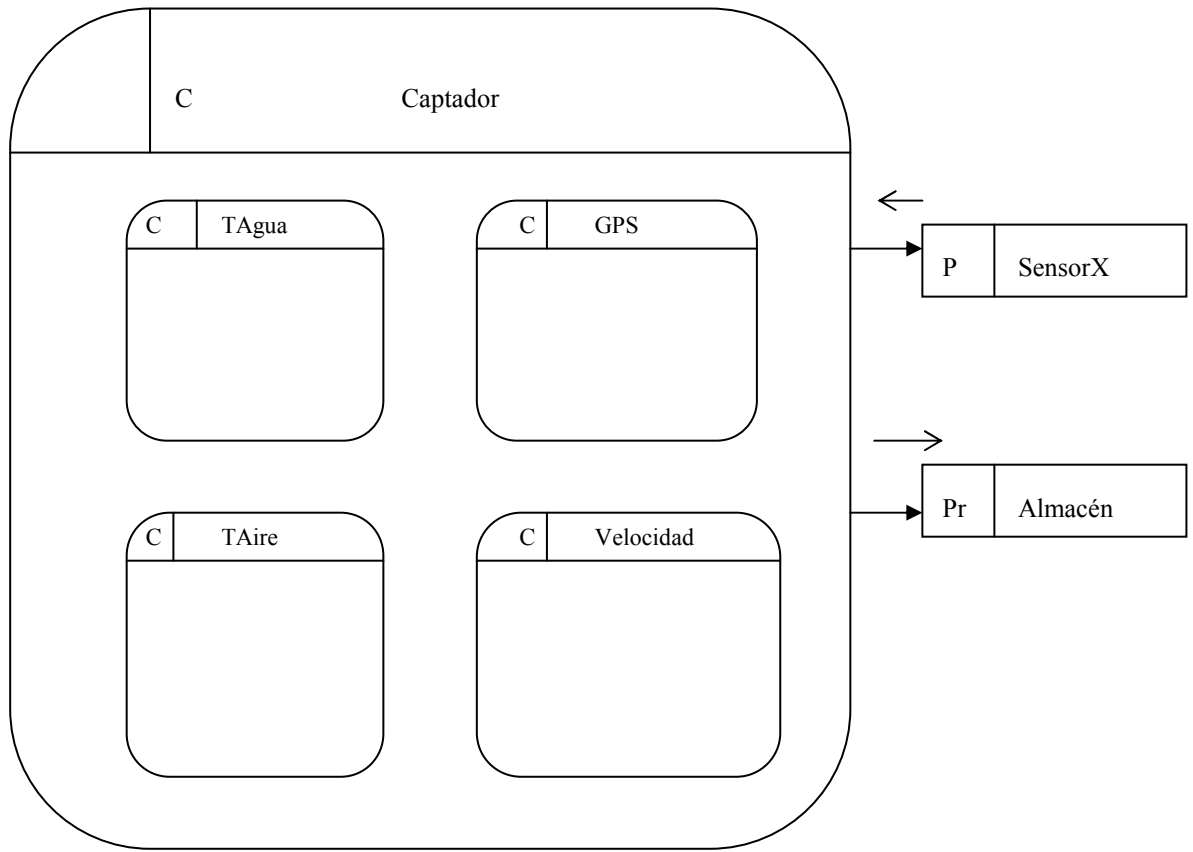 C Captador
C TAgua
C GPS
P SensorX
Pr Almacén
C TAire
C Velocidad